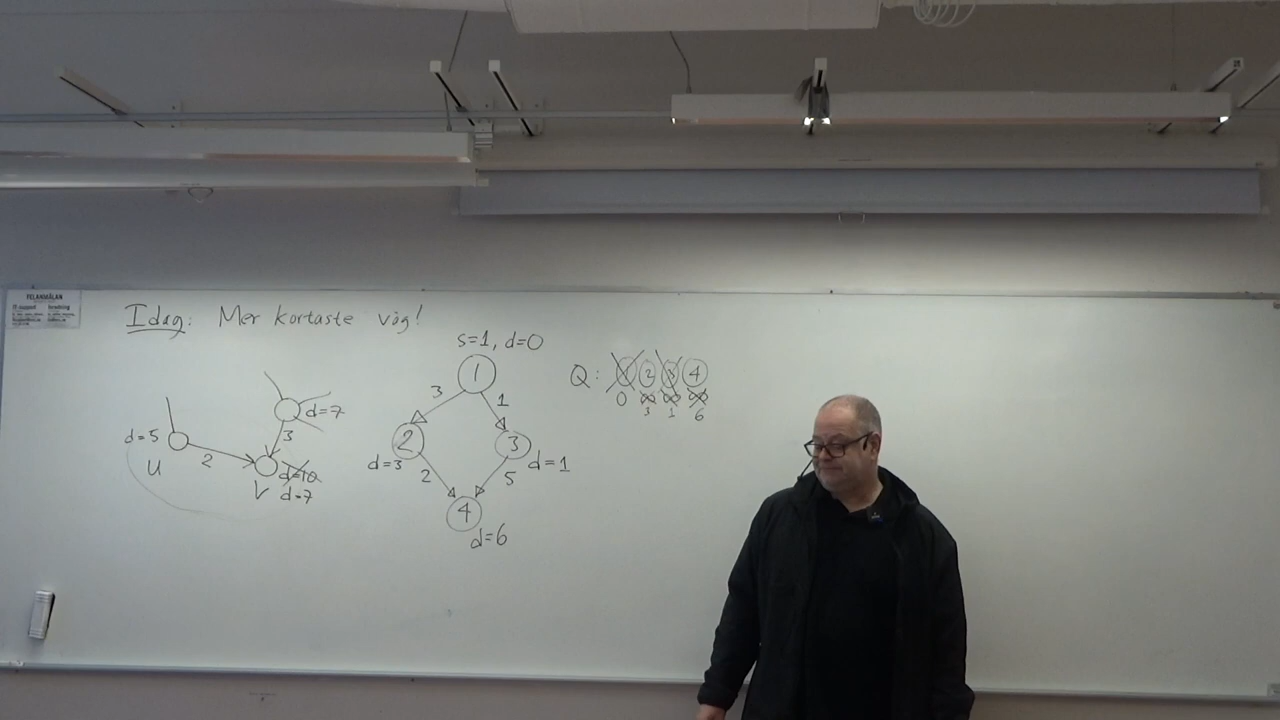 FELANMÄLAN
Idag: Mer kortaste väg!
s=1, d=0
1
Q: 1 2 3 4
0 ∞ ∞ ∞
3 1 6
3
1
d=7
3
d=5
2
u
d=10
v
d=7
2
3
d=3
d=1
2
5
4
d=6